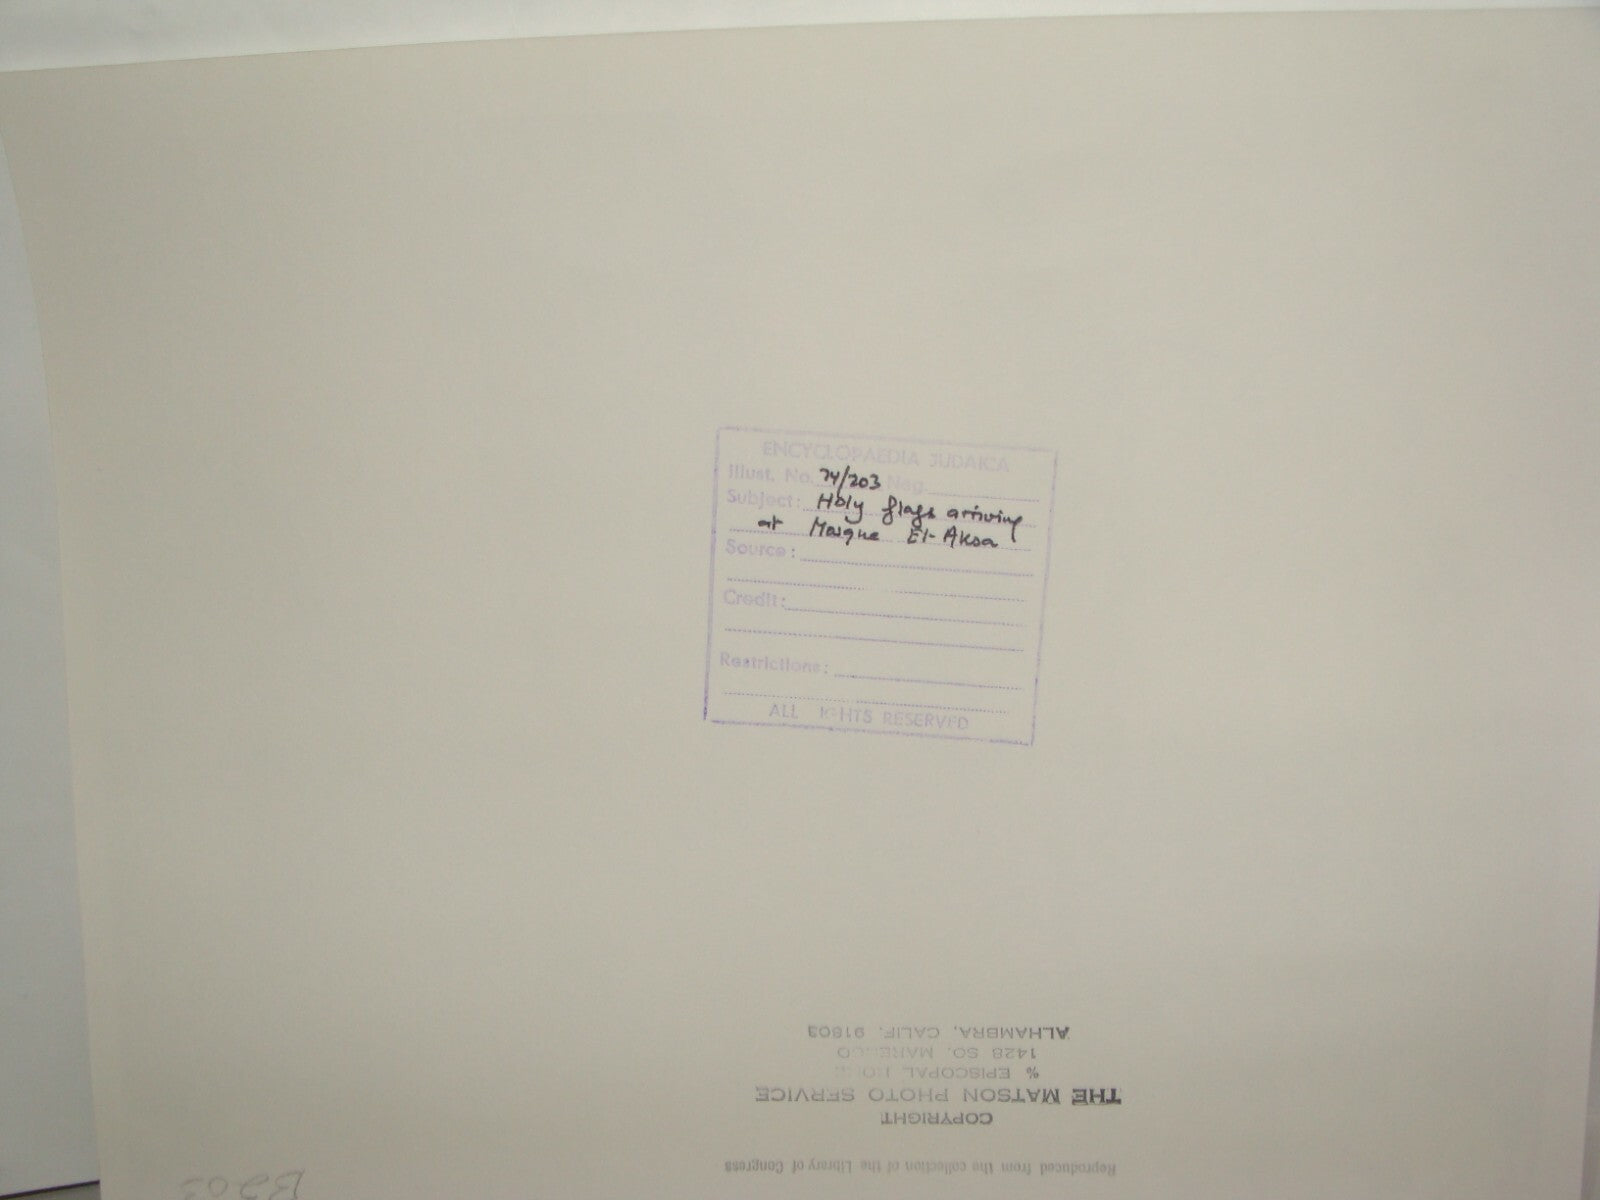 ENCYCLOPAEDIA JUDAICA
Illust. No. 74/203 Neg.
Subject: Holy flags arriving
at Mosque El-Aksa
Source:
Credit:
Restrictions:
ALL IGHTS RESERVED
Reproduced from the collection of the Library of Congress
COPYRIGHT
THE MATSON PHOTO SERVICE
% EPISCOPAL
1428 SO.
ALHAMBRA, CALIF. 91803
B203